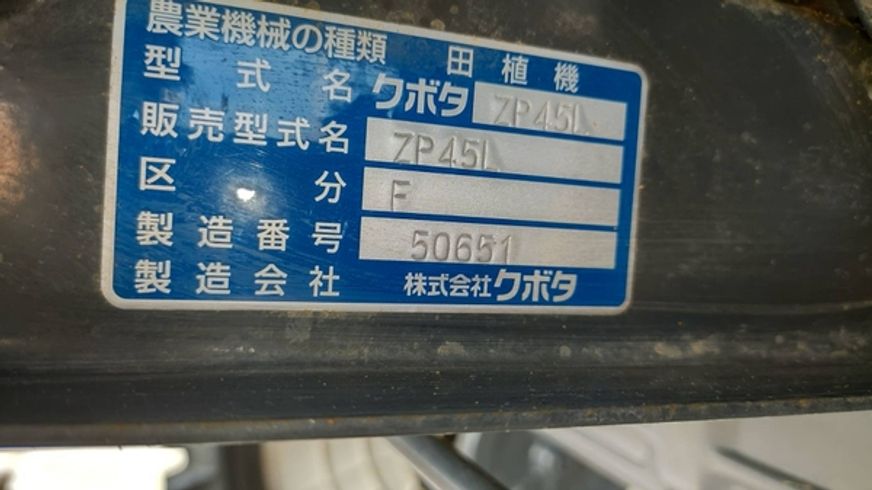 農業機械の種類 田植機
型式名 クボタ ZP45L
販売型式名 ZP45L
区分 F
製造番号 50651
製造会社 株式会社クボタ